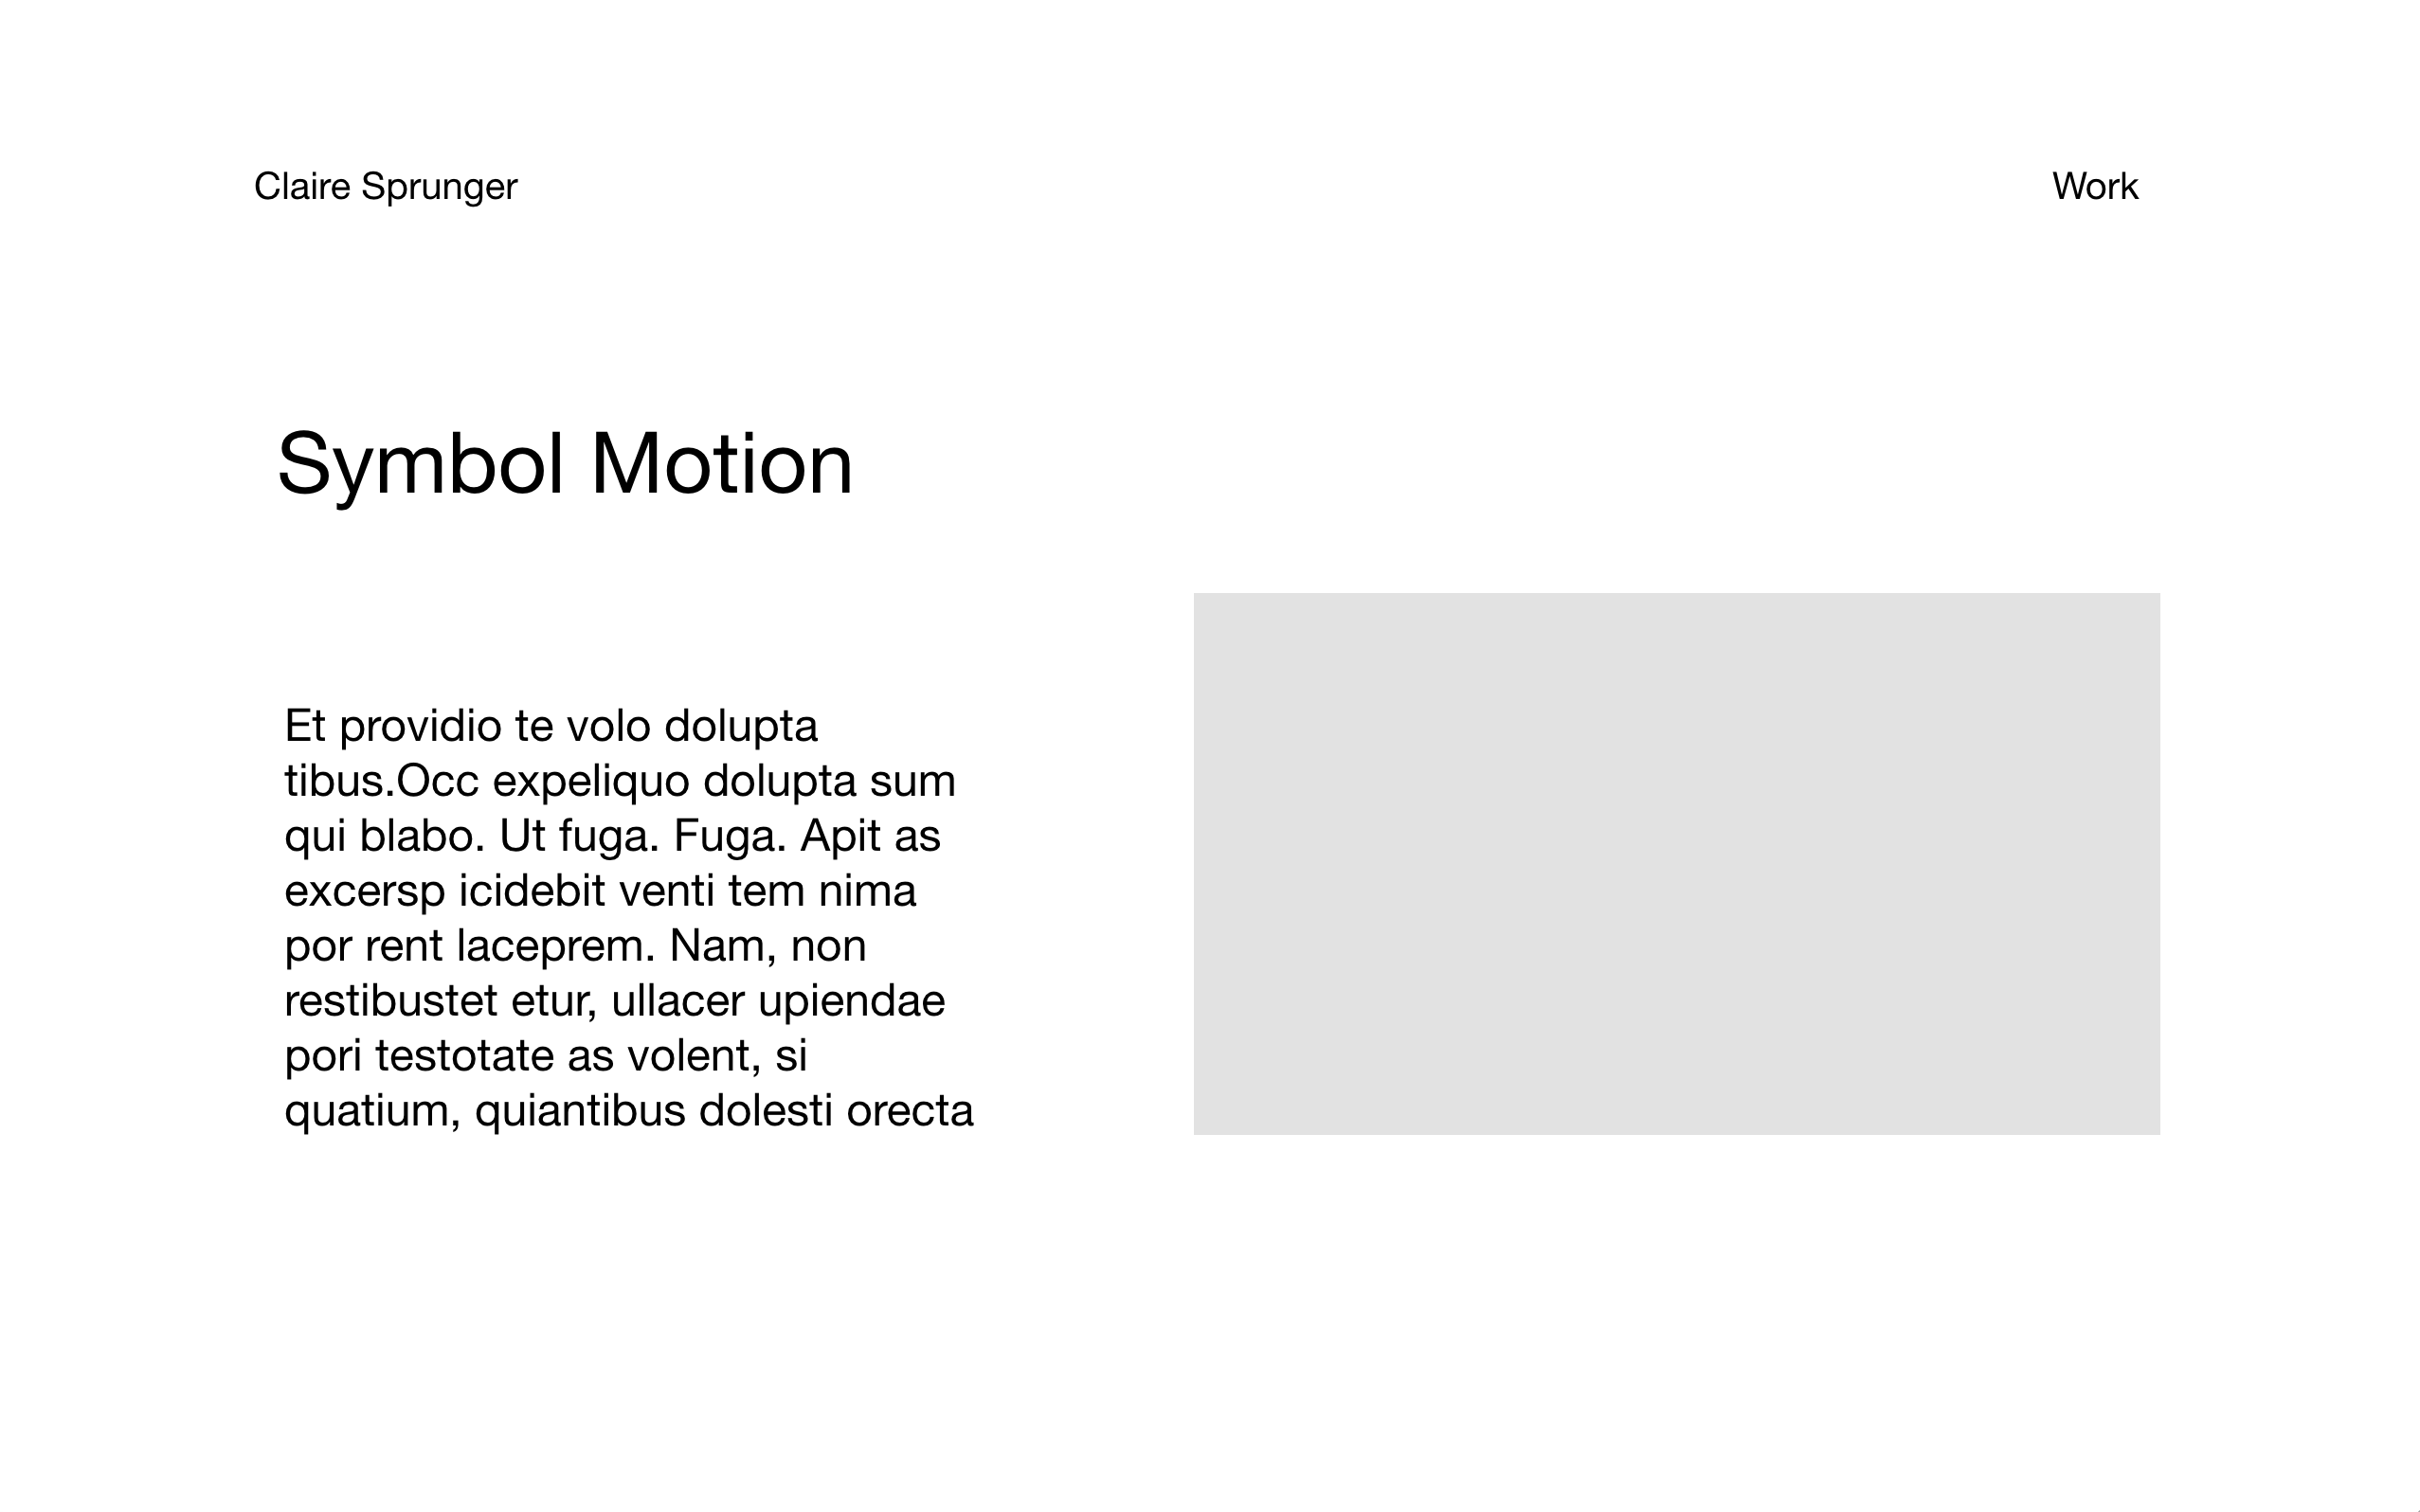 Claire Sprunger
Work
Symbol Motion
Et providio te volo dolupta
tibus.Occ expeliquo dolupta sum
qui blabo. Ut fuga. Fuga. Apit as
excersp icidebit venti tem nima
por rent laceprem. Nam, non
restibustet etur, ullacer upiendae
pori testotate as volent, si
quatium, quiantibus dolesti orecta